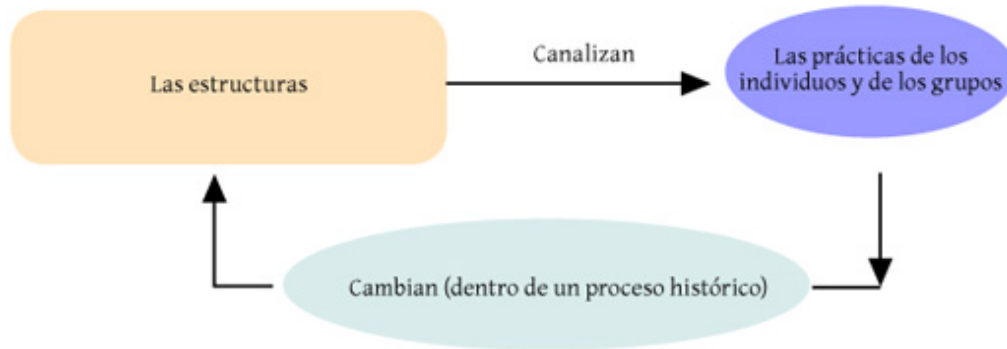 Las estructuras
Canalizan
Las prácticas de los
individuos y de los grupos
Cambian (dentro de un proceso histórico)